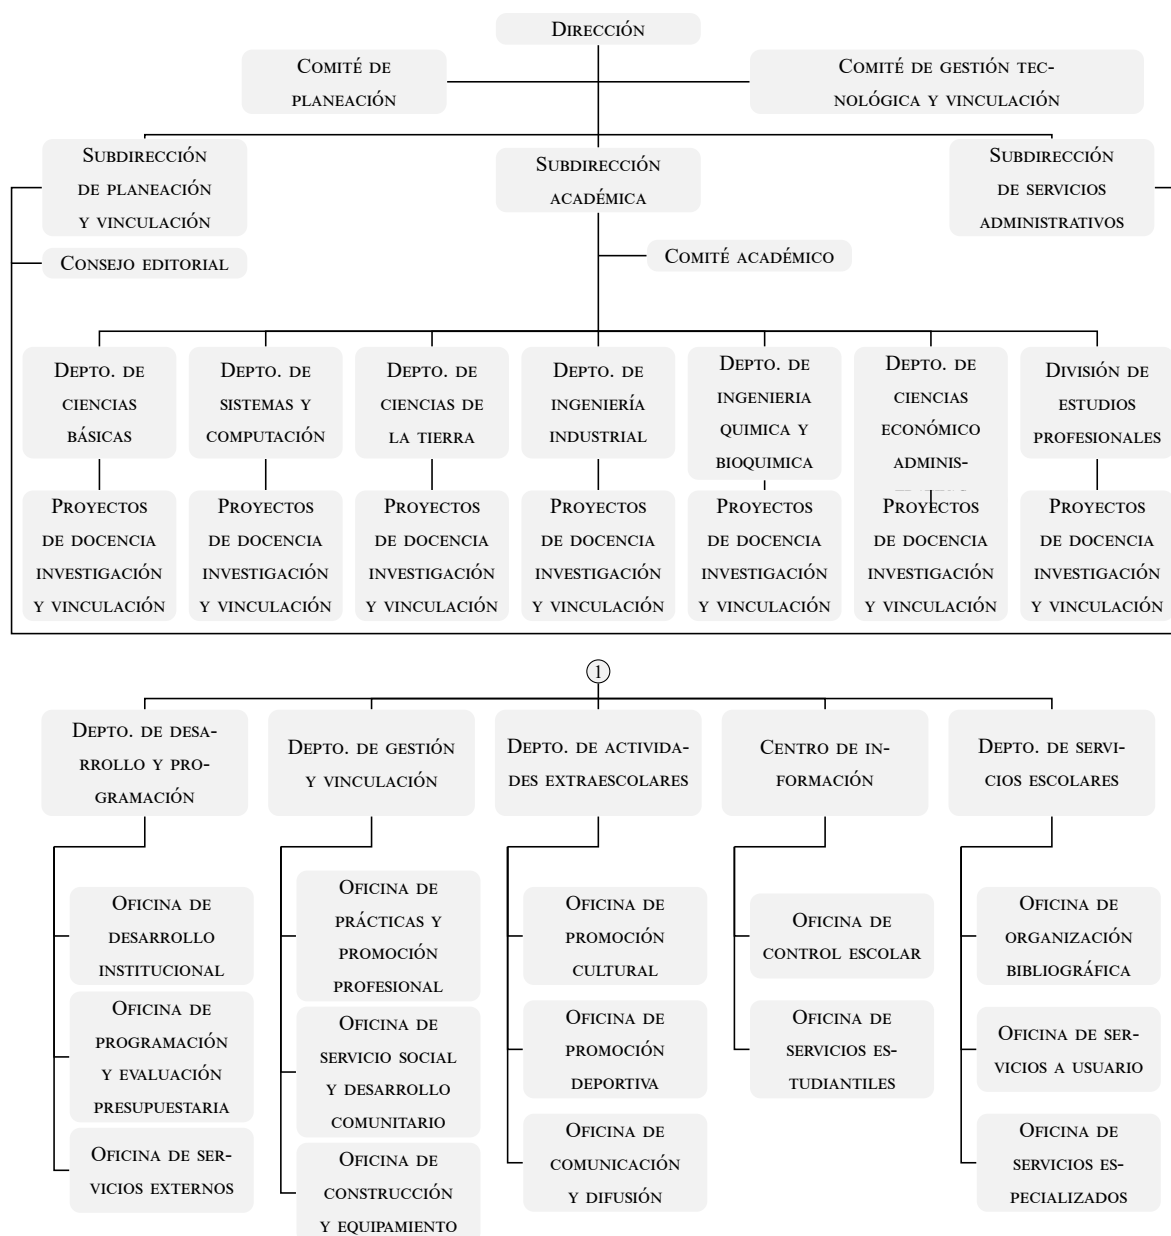 Dirección
Comité de
planeación
Comité de gestión tec-
nológica y vinculación
Subdirección
de planeación
y vinculación
Subdirección
académica
Subdirección
de servicios
administrativos
Consejo editorial
Comité académico
Depto. de
ciencias
básicas
Depto. de
sistemas y
computación
Depto. de
ciencias de
la tierra
Depto. de
ingeniería
industrial
Depto. de
ingenieria
quimica y
bioquimica
Depto. de
ciencias
económico
adminis-
División de
estudios
profesionales
Proyectos
de docencia
investigación
y vinculación
Proyectos
de docencia
investigación
y vinculación
Proyectos
de docencia
investigación
y vinculación
Proyectos
de docencia
investigación
y vinculación
Proyectos
de docencia
investigación
y vinculación
Proyectos
de docencia
investigación
y vinculación
Proyectos
de docencia
investigación
y vinculación
1
Depto. de desa-
rrollo y pro-
gramación
Depto. de gestión
y vinculación
Depto. de activida-
des extraescolares
Centro de in-
formación
Depto. de servi-
cios escolares
Oficina de
desarrollo
institucional
Oficina de
programación
y evaluación
presupuestaria
Oficina de ser-
vicios externos
Oficina de
prácticas y
promoción
profesional
Oficina de
servicio social
y desarrollo
comunitario
Oficina de
construcción
y equipamiento
Oficina de
promoción
cultural
Oficina de
promoción
deportiva
Oficina de
comunicación
y difusión
Oficina de
control escolar
Oficina de
servicios es-
tudiantiles
Oficina de
organización
bibliográfica
Oficina de ser-
vicios a usuario
Oficina de
servicios es-
pecializados